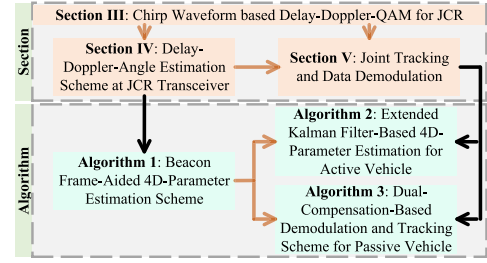 Section III: Chirp Waveform based Delay-Doppler-QAM for JCR
Section
Section IV: Delay-
Doppler-Angle Estimation
Scheme at JCR Transceiver
Section V: Joint Tracking
and Data Demodulation
Algorithm
Algorithm 1: Beacon
Frame-Aided 4D-Parameter
Estimation Scheme
Algorithm 2: Extended
Kalman Filter-Based 4D-
Parameter Estimation for
Active Vehicle
Algorithm 3: Dual-
Compensation-Based
Demodulation and Tracking
Scheme for Passive Vehicle